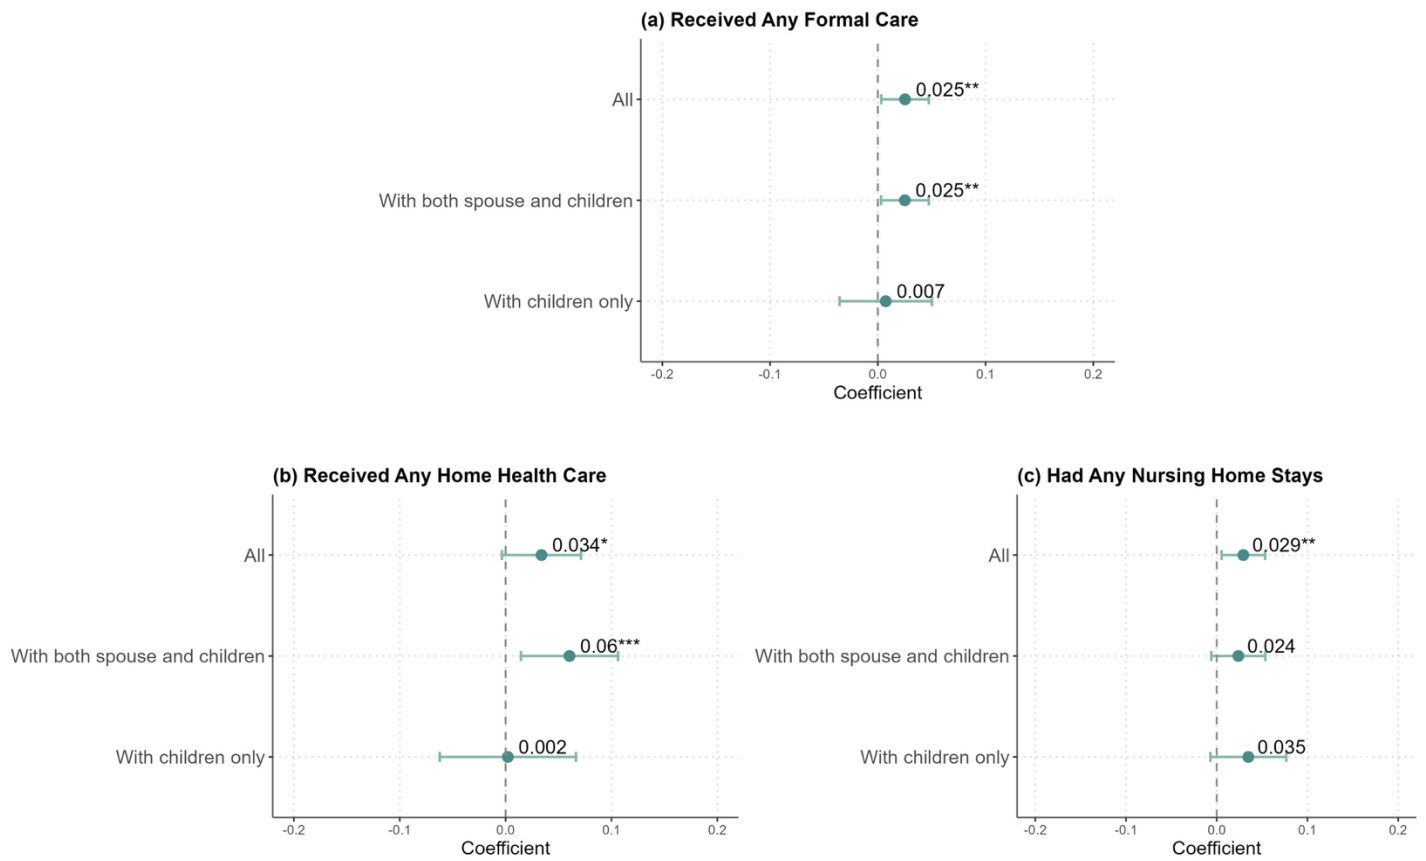 (a) Received Any Formal Care
All
0.025**
With both spouse and children
0.025**
With children only
0.007
-0.2 -0.1 0.0 0.1 0.2
Coefficient
(b) Received Any Home Health Care
All
0.034*
With both spouse and children
0.06***
With children only
0.002
-0.2 -0.1 0.0 0.1 0.2
Coefficient
(c) Had Any Nursing Home Stays
All
0.029**
With both spouse and children
0.024
With children only
0.035
-0.2 -0.1 0.0 0.1 0.2
Coefficient